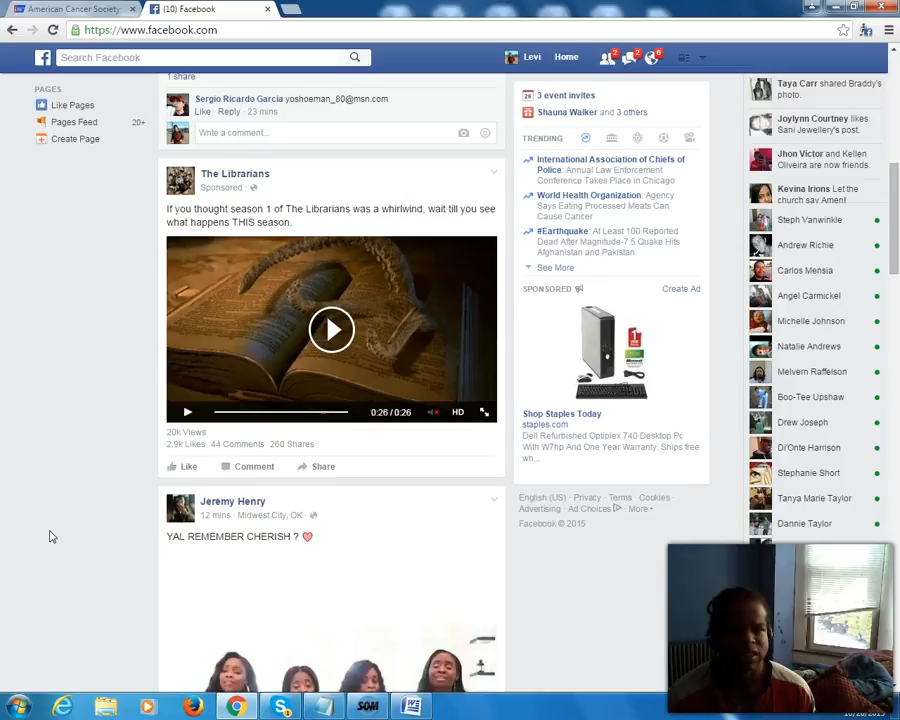 American Cancer Society
(10) Facebook
https://www.facebook.com
Search Facebook
Levi
Home
2
2
6
PAGES
Like Pages
Pages Feed
20+
Create Page
1 share
Sergio Ricardo Garcia yoshoeman_80@msn.com
Like · Reply · 23 mins
Write a comment...
The Librarians
Sponsored ·
If you thought season 1 of The Librarians was a whirlwind, wait till you see
what happens THIS season.
0:26 / 0:26
HD
20k Views
2.9k Likes 44 Comments 260 Shares
Like
Comment
Share
Jeremy Henry
12 mins · Midwest City, OK ·
YAL REMEMBER CHERISH ?
26
3 event invites
Shauna Walker and 3 others
TRENDING
International Association of Chiefs of
Police: Annual Law Enforcement
Conference Takes Place in Chicago
World Health Organization: Agency
Says Eating Processed Meats Can
Cause Cancer
#Earthquake: At Least 100 Reported
Dead After Magnitude-7.5 Quake Hits
Afghanistan and Pakistan
See More
SPONSORED
Create Ad
Shop Staples Today
staples.com
Dell Refurbished Optiplex 740 Desktop Pc
With W7hp And One Year Warranty. Ships free
wh...
English (US) · Privacy · Terms · Cookies ·
Advertising · Ad Choices · More
Facebook © 2015
Taya Carr shared Braddy's
photo.
Joylynn Courtney likes
Sani Jewellery's post.
Jhon Victor and Kellen
Oliveira are now friends.
Kevina Irions Let the
church say Amen!
Steph Vanwinkle
Andrew Richie
Carlos Mensia
Angel Carmickel
Michelle Johnson
Natalie Andrews
Melvern Raffelson
Boo-Tee Upshaw
Drew Joseph
Di'Onte Harrison
Stephanie Short
Tanya Marie Taylor
Dannie Taylor
SOM